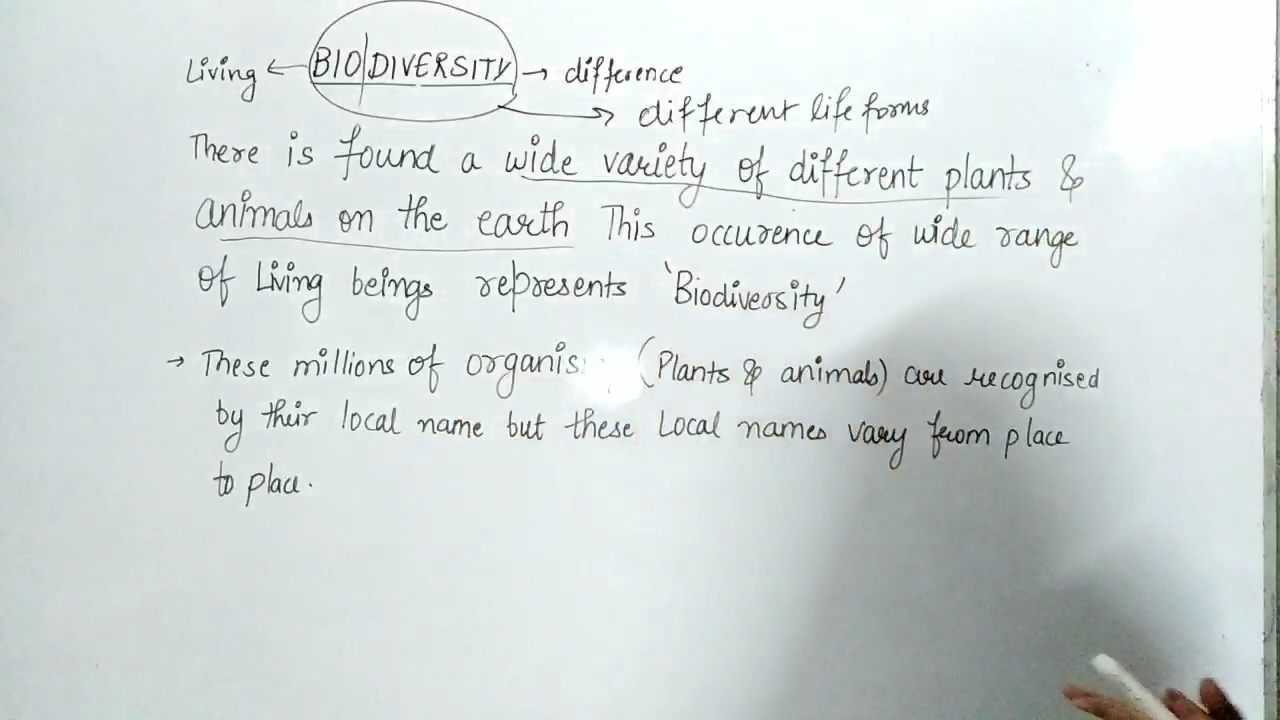 Living ← BIO|DIVERSITY → difference
→ different life forms
There is found a wide variety of different plants &
animals on the earth This occurence of wide range
of Living beings represents 'Biodiversity'
→ These millions of (Plants & animals) are recognised
by their local name but these Local names vary from place
to place.